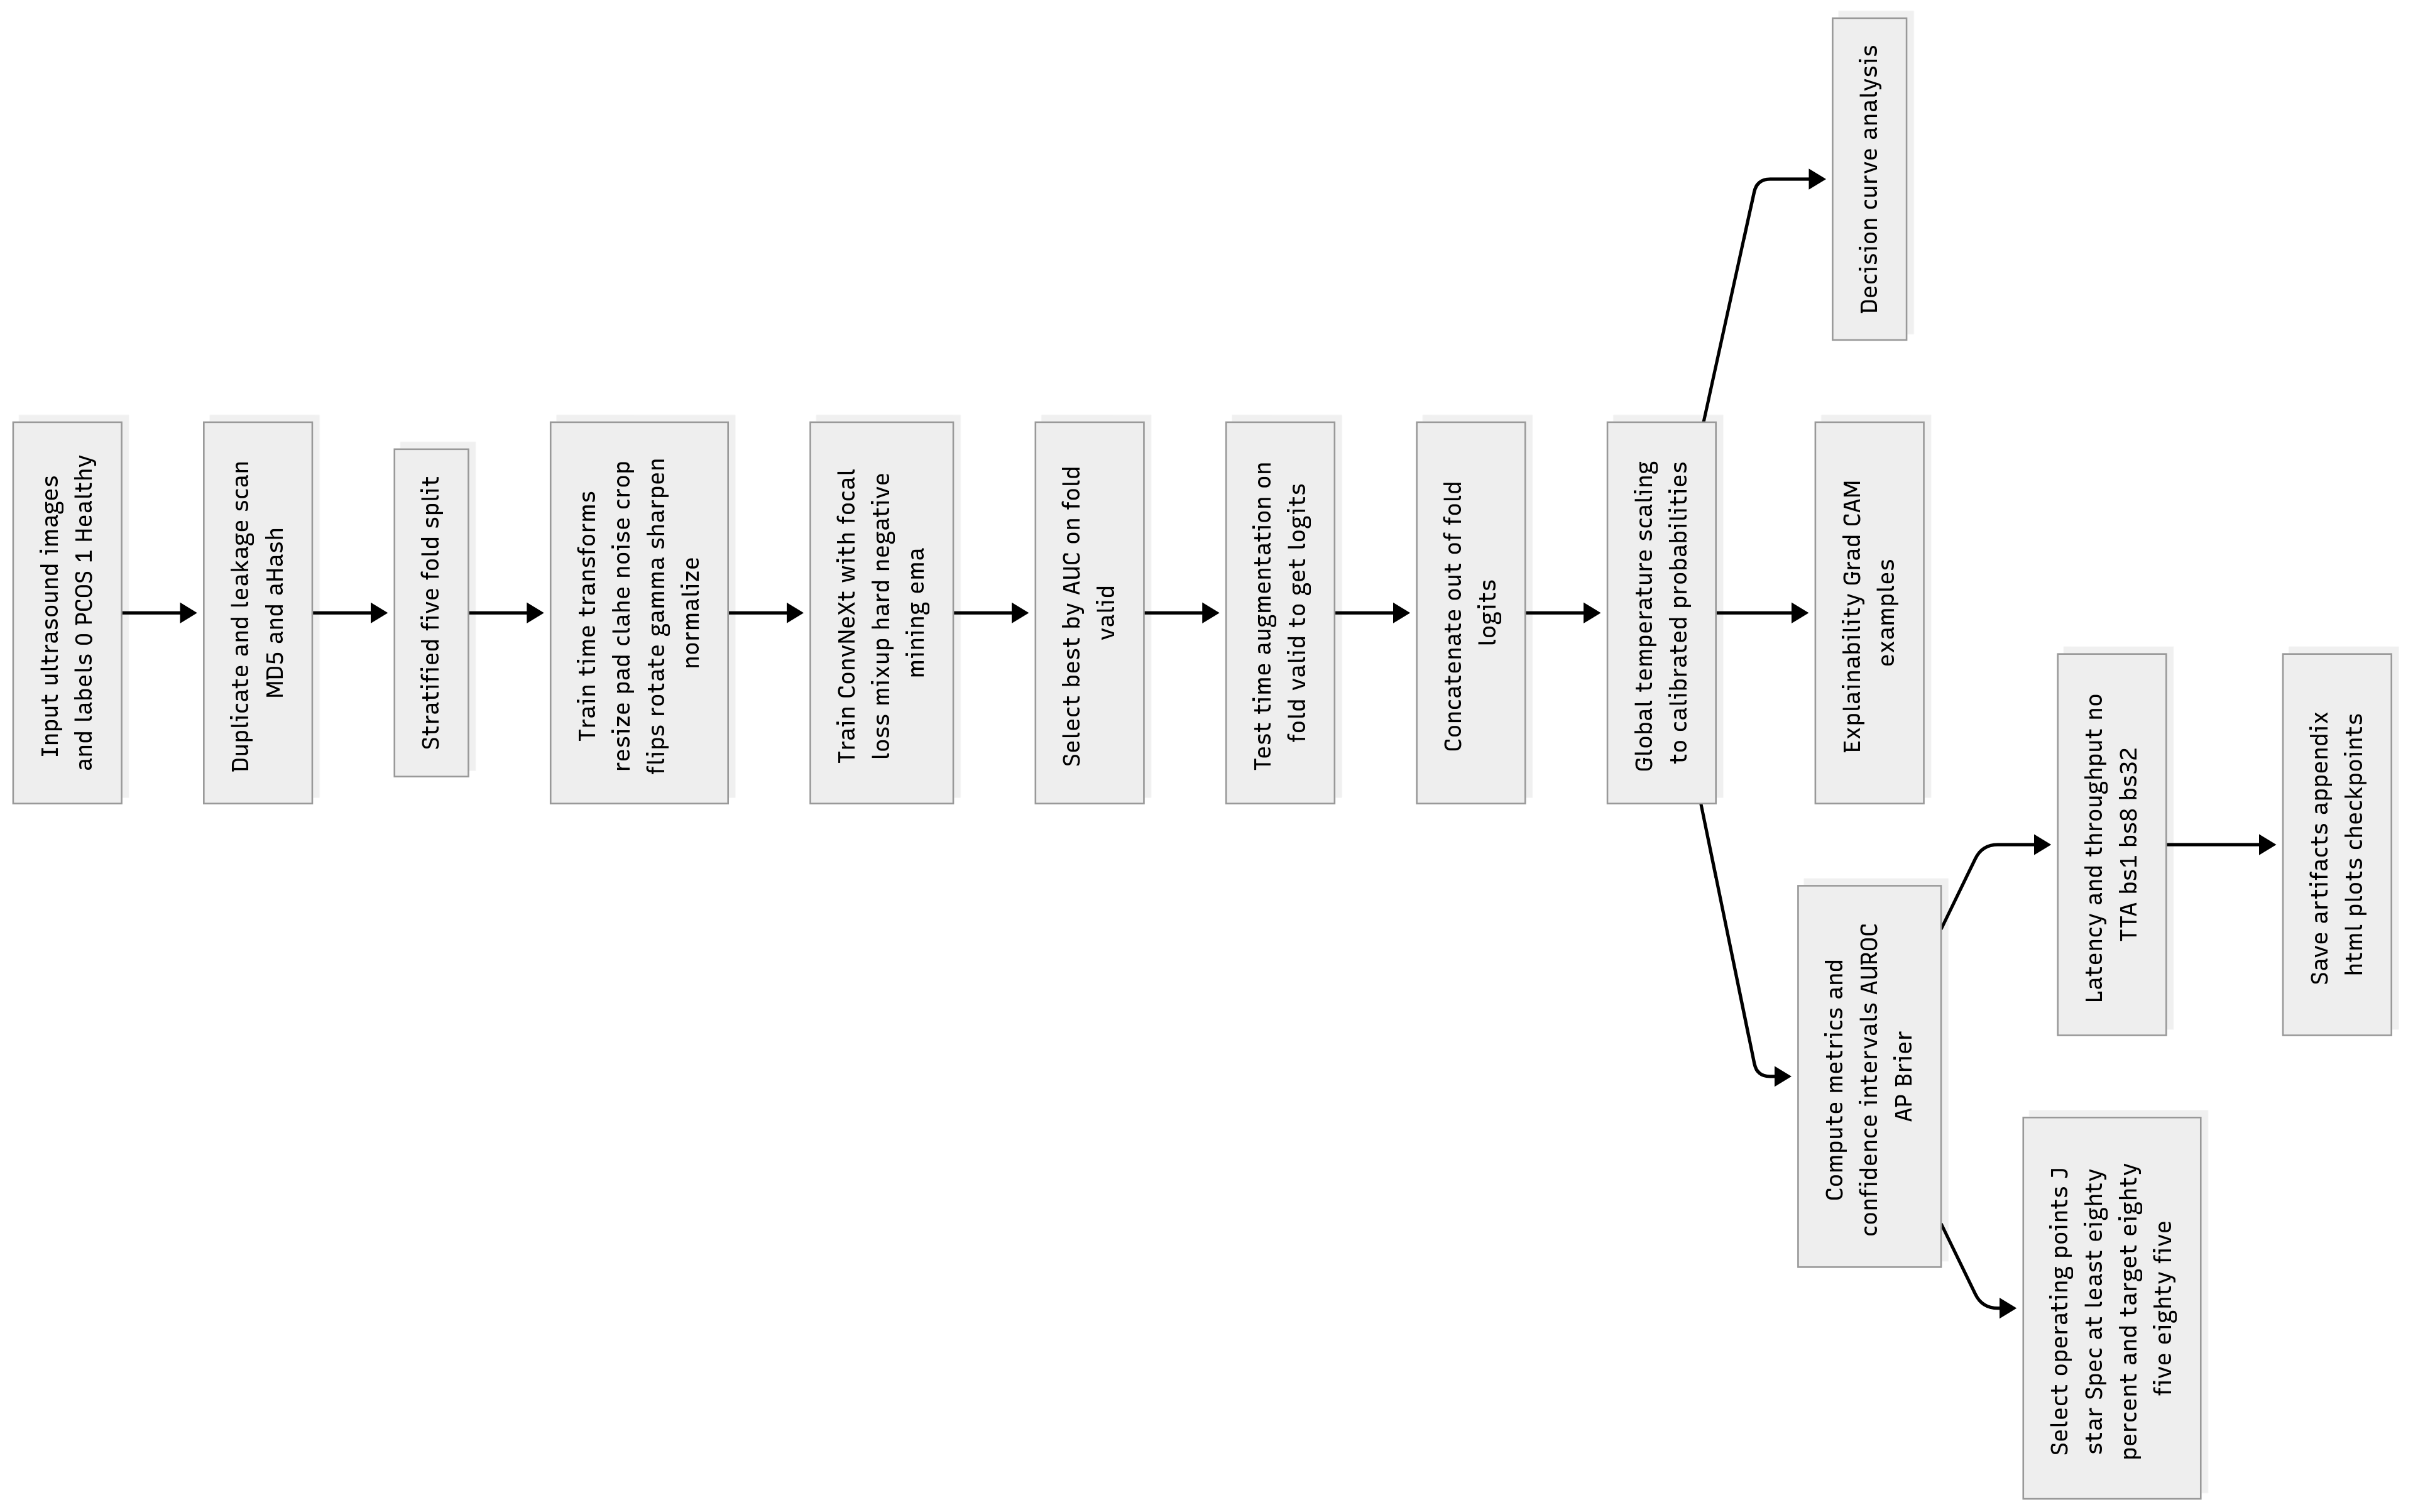 Input ultrasound images
and labels 0 PCOS 1 Healthy
Duplicate and leakage scan
MD5 and aHash
Stratified five fold split
Train time transforms
resize pad clahe noise crop
flips rotate gamma sharpen
normalize
Train ConvNeXt with focal
loss mixup hard negative
mining ema
Select best by AUC on fold
valid
Test time augmentation on
fold valid to get logits
Concatenate out of fold
logits
Global temperature scaling
to calibrated probabilities
Decision curve analysis
Explainability Grad CAM
examples
Compute metrics and
confidence intervals AUROC
AP Brier
Latency and throughput no
TTA bs1 bs8 bs32
Save artifacts appendix
html plots checkpoints
Select operating points J
star Spec at least eighty
percent and target eighty
five eighty five